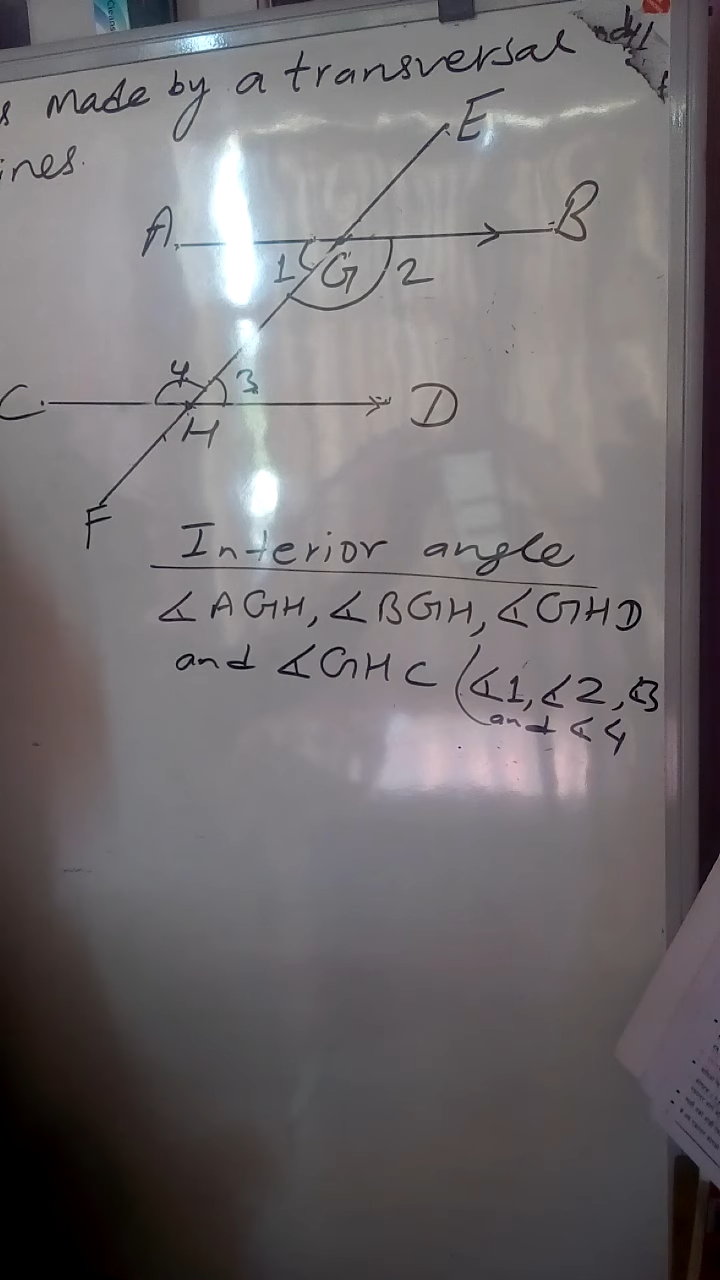 s made by a transversal
ines.
E
A
B
1 G 2
4 3
C
D
H
F
Interior angle
∠AGH, ∠BGH, ∠GHD
and ∠GHC (∠1, ∠2, ∠3
and ∠4